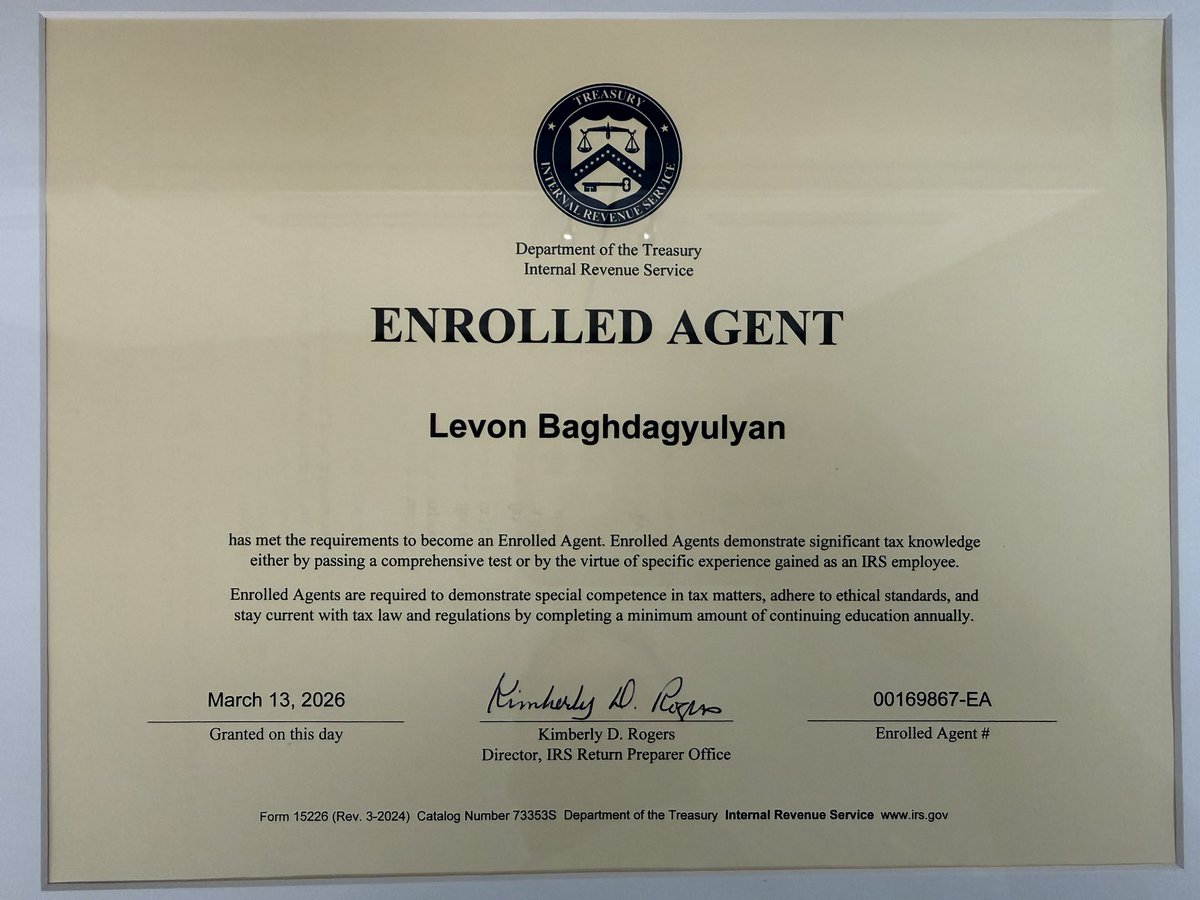 TREASURY
INTERNAL REVENUE SERVICE
Department of the Treasury
Internal Revenue Service
ENROLLED AGENT
Levon Baghdagyulyan
has met the requirements to become an Enrolled Agent. Enrolled Agents demonstrate significant tax knowledge
either by passing a comprehensive test or by the virtue of specific experience gained as an IRS employee.
Enrolled Agents are required to demonstrate special competence in tax matters, adhere to ethical standards, and
stay current with tax law and regulations by completing a minimum amount of continuing education annually.
March 13, 2026
Granted on this day
Kimberly D. Rogers
Kimberly D. Rogers
Director, IRS Return Preparer Office
00169867-EA
Enrolled Agent #
Form 15226 (Rev. 3-2024) Catalog Number 73353S Department of the Treasury Internal Revenue Service www.irs.gov